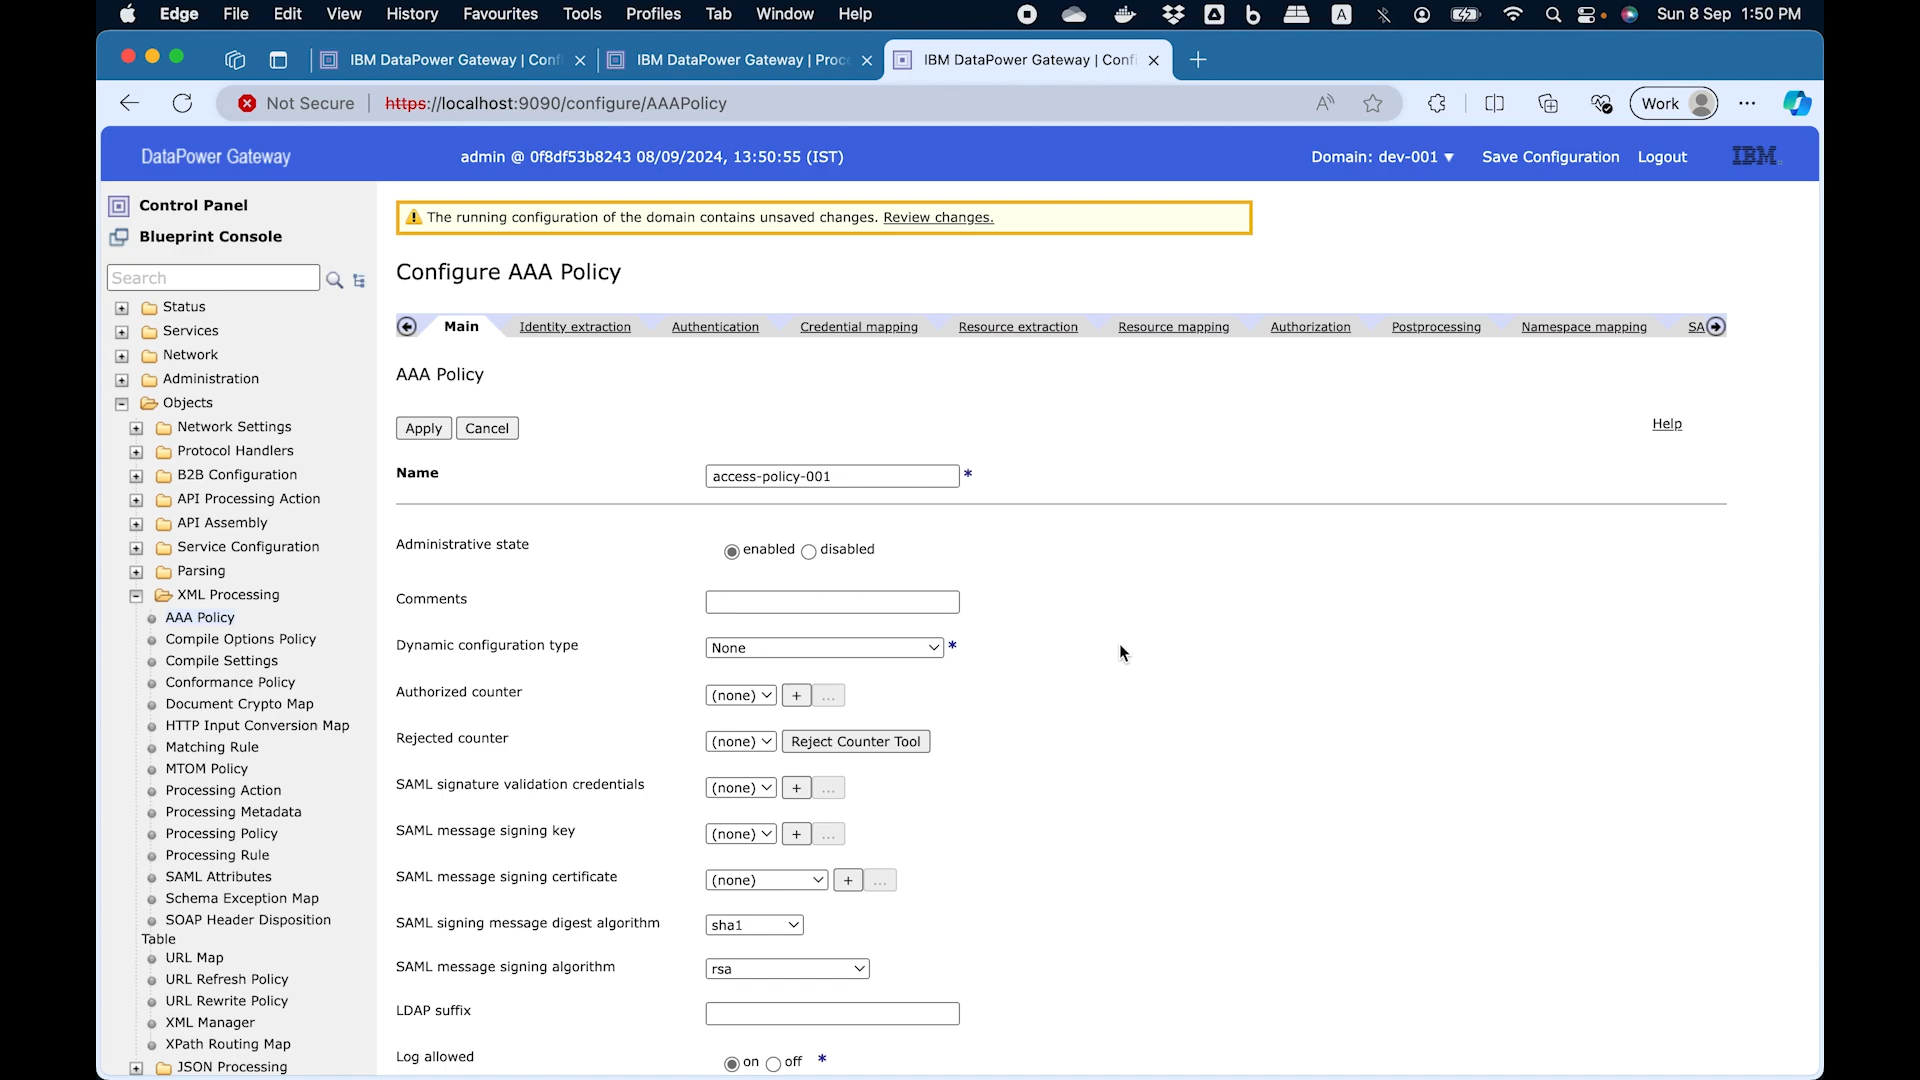 Edge File Edit View History Favourites Tools Profiles Tab Window Help
A
Sun 8 Sep 1:50 PM
IBM DataPower Gateway | Conf
IBM DataPower Gateway | Proc
IBM DataPower Gateway | Confi
Not Secure
https://localhost:9090/configure/AAAPolicy
Work
DataPower Gateway
admin @ 0f8df53b8243 08/09/2024, 13:50:55 (IST)
Domain: dev-001
Save Configuration
Logout
IBM
Control Panel
Blueprint Console
Search
Status
Services
Network
Administration
Objects
Network Settings
Protocol Handlers
B2B Configuration
API Processing Action
API Assembly
Service Configuration
Parsing
XML Processing
AAA Policy
Compile Options Policy
Compile Settings
Conformance Policy
Document Crypto Map
HTTP Input Conversion Map
Matching Rule
MTOM Policy
Processing Action
Processing Metadata
Processing Policy
Processing Rule
SAML Attributes
Schema Exception Map
SOAP Header Disposition
Table
URL Map
URL Refresh Policy
URL Rewrite Policy
XML Manager
XPath Routing Map
JSON Processing
The running configuration of the domain contains unsaved changes. Review changes.
Configure AAA Policy
Main Identity extraction Authentication Credential mapping Resource extraction Resource mapping Authorization Postprocessing Namespace mapping SA
AAA Policy
Apply Cancel
Help
Name access-policy-001 *
Administrative state enabled disabled
Comments
Dynamic configuration type None *
Authorized counter (none) + ...
Rejected counter (none) Reject Counter Tool
SAML signature validation credentials (none) + ...
SAML message signing key (none) + ...
SAML message signing certificate (none) + ...
SAML signing message digest algorithm sha1
SAML message signing algorithm rsa
LDAP suffix
Log allowed on off *